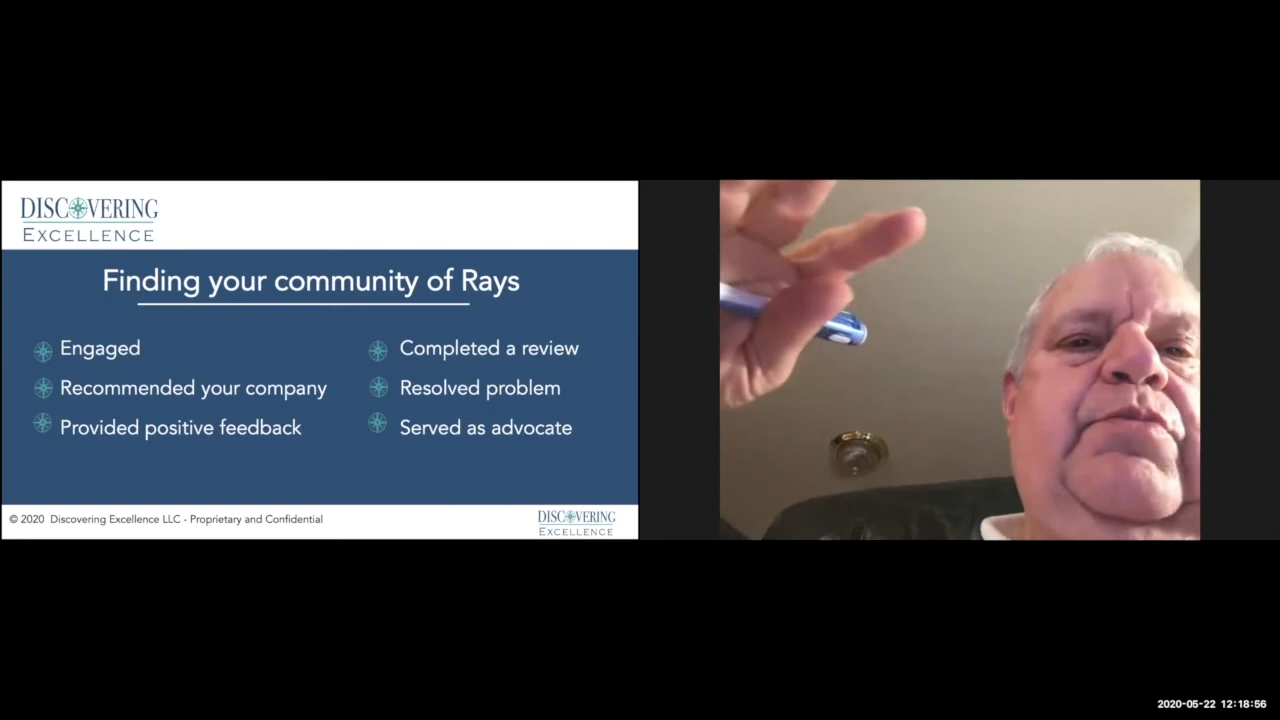 DISCOVERING
EXCELLENCE
Finding your community of Rays
Engaged
Recommended your company
Provided positive feedback
Completed a review
Resolved problem
Served as advocate
© 2020 Discovering Excellence LLC - Proprietary and Confidential
DISCOVERING
EXCELLENCE
2020-05-22 12:18:56